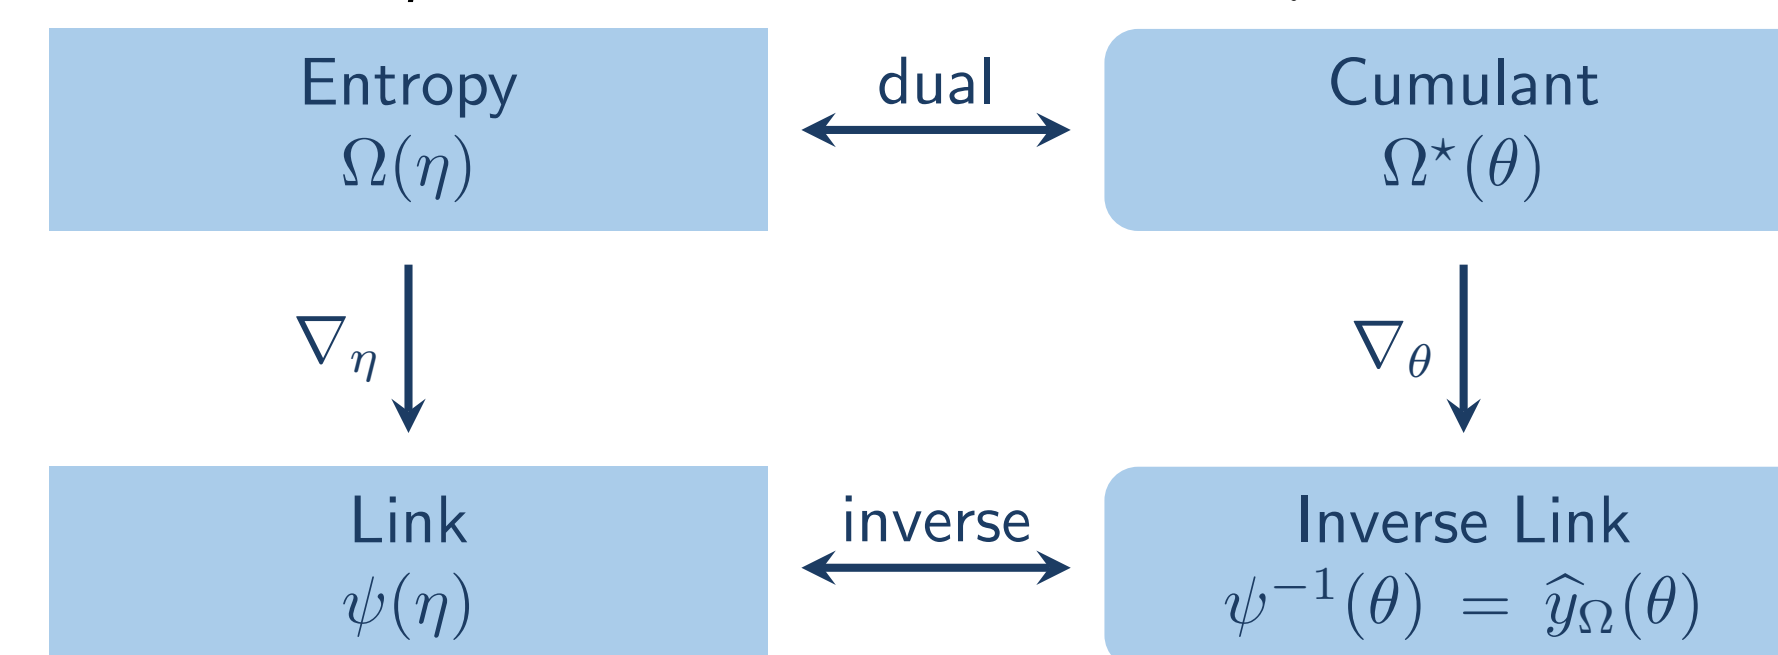 Entropy
Ω(η)
dual
Cumulant
Ω⋆(θ)
∇η
∇θ
Link
ψ(η)
inverse
Inverse Link
ψ⁻¹(θ) = ŷΩ(θ)